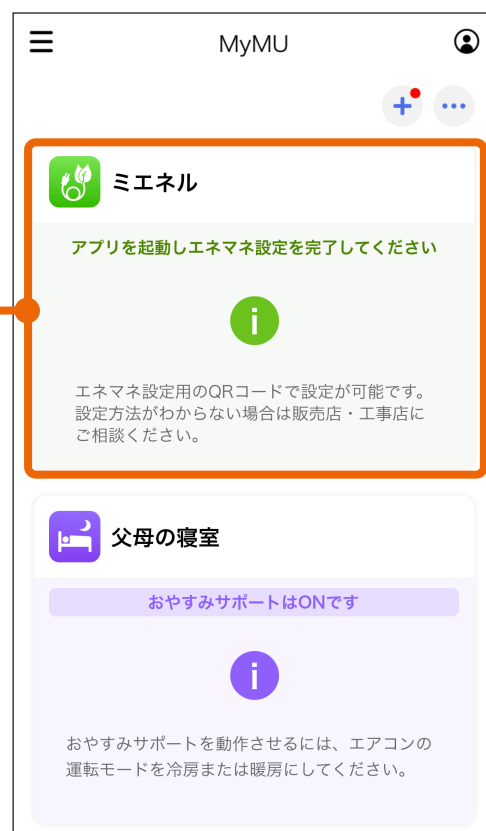 MyMU
ミエネル
アプリを起動しエネマネ設定を完了してください
i
エネマネ設定用のQRコードで設定が可能です。
設定方法がわからない場合は販売店・工事店に
ご相談ください。
父母の寝室
おやすみサポートはONです
i
おやすみサポートを動作させるには、エアコンの
運転モードを冷房または暖房にしてください。